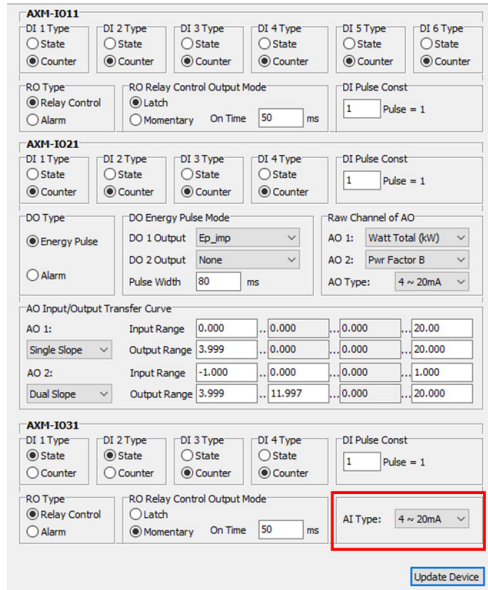 AXM-IO11
DI 1 Type DI 2 Type DI 3 Type DI 4 Type DI 5 Type DI 6 Type
State State State State State State
Counter Counter Counter Counter Counter Counter
RO Type RO Relay Control Output Mode DI Pulse Const
Relay Control Latch 1 Pulse = 1
Alarm Momentary On Time 50 ms
AXM-IO21
DI 1 Type DI 2 Type DI 3 Type DI 4 Type DI Pulse Const
State State State State 1 Pulse = 1
Counter Counter Counter Counter
DO Type DO Energy Pulse Mode Raw Channel of AO
Energy Pulse DO 1 Output Ep_imp AO 1: Watt Total (kW)
DO 2 Output None AO 2: Pwr Factor B
Alarm Pulse Width 80 ms AO Type: 4 ~ 20mA
AO Input/Output Transfer Curve
AO 1: Input Range 0.000 .. 0.000 ... 0.000 ... 20.00
Single Slope Output Range 3.999 .. 0.000 ... 0.000 ... 20.000
AO 2: Input Range -1.000 .. 0.000 ... 0.000 ... 1.000
Dual Slope Output Range 3.999 .. 11.997 ... 0.000 ... 20.000
AXM-IO31
DI 1 Type DI 2 Type DI 3 Type DI 4 Type DI Pulse Const
State State State State 1 Pulse = 1
Counter Counter Counter Counter
RO Type RO Relay Control Output Mode
Relay Control Latch AI Type: 4 ~ 20mA
Alarm Momentary On Time 50 ms
Update Device